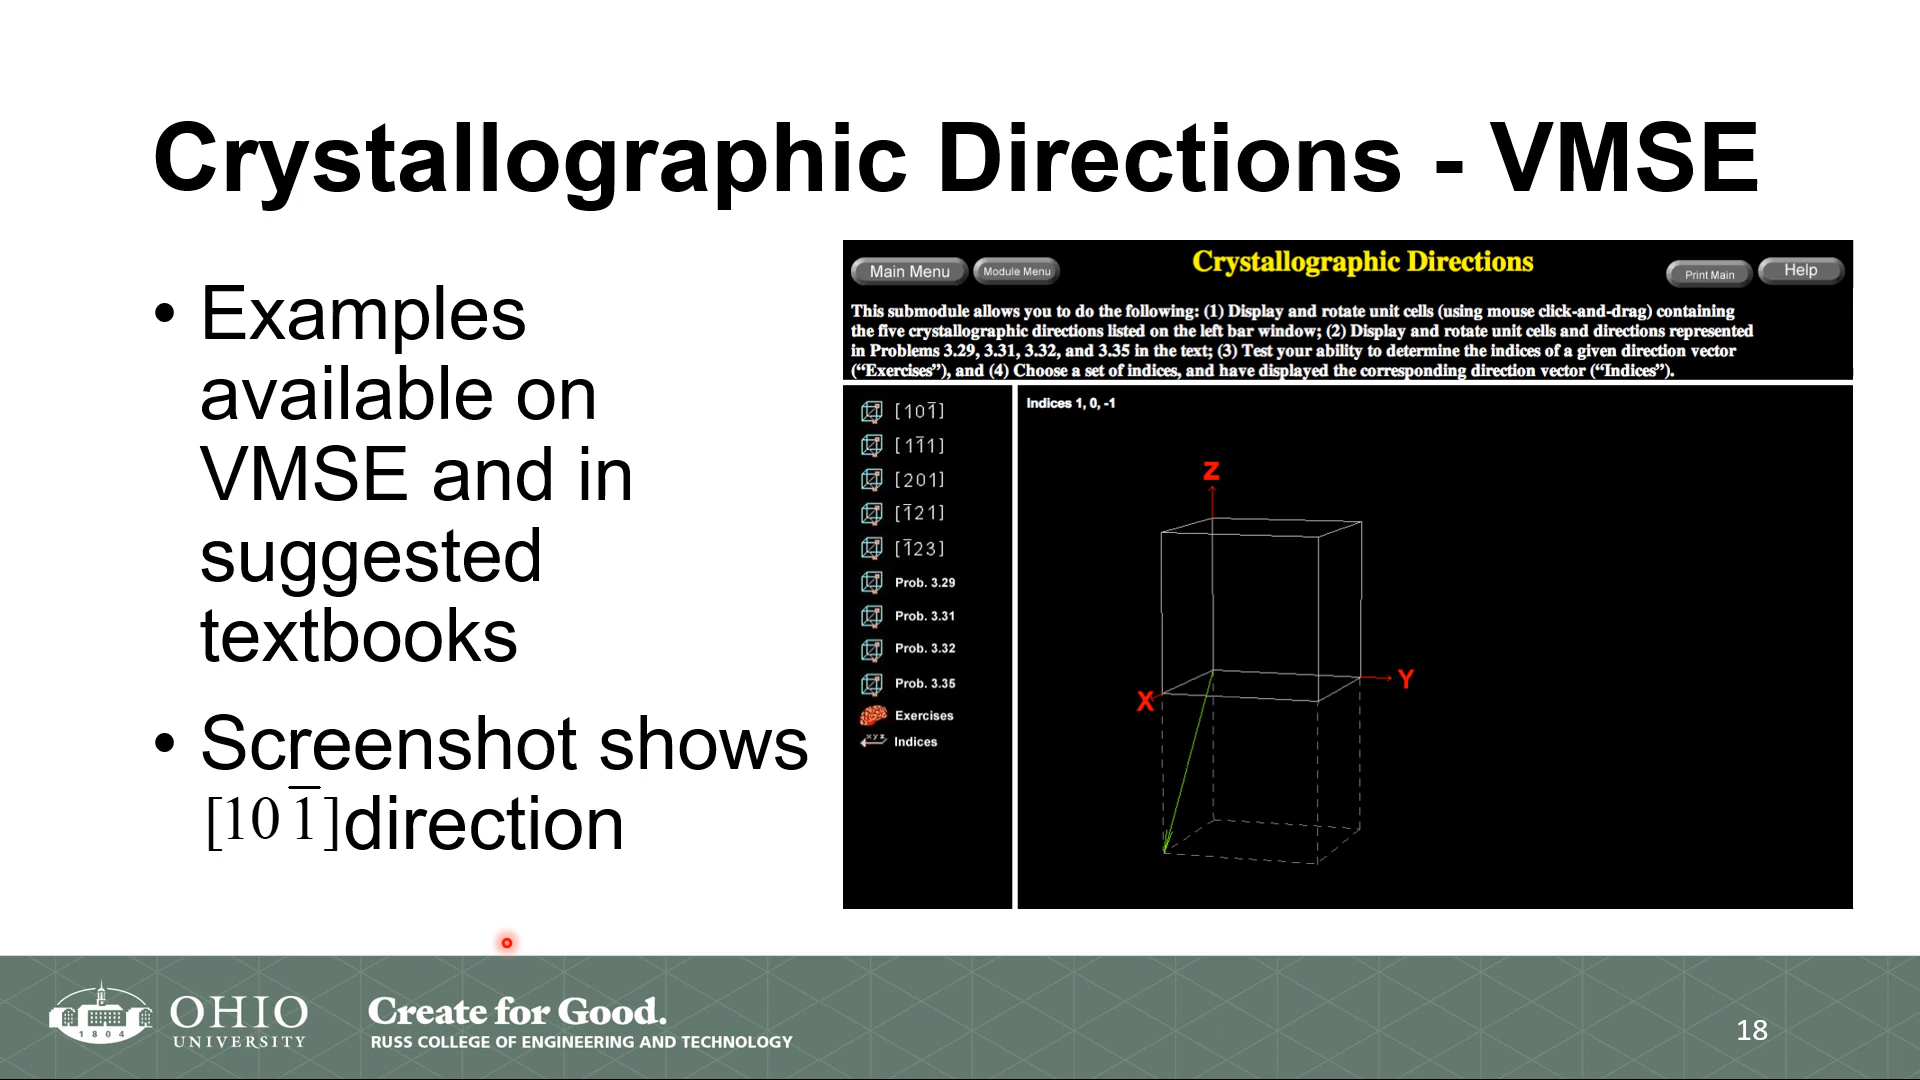 Crystallographic Directions - VMSE
• Examples
available on
VMSE and in
suggested
textbooks
• Screenshot shows
[101̅]direction
Main Menu
Module Menu
Crystallographic Directions
Print Main
Help
This submodule allows you to do the following: (1) Display and rotate unit cells (using mouse click-and-drag) containing
the five crystallographic directions listed on the left bar window; (2) Display and rotate unit cells and directions represented
in Problems 3.29, 3.31, 3.32, and 3.35 in the text; (3) Test your ability to determine the indices of a given direction vector
(“Exercises”), and (4) Choose a set of indices, and have displayed the corresponding direction vector (“Indices”).
[101̅]
[11̅1]
[201]
[1̅21]
[1̅23]
Prob. 3.29
Prob. 3.31
Prob. 3.32
Prob. 3.35
Exercises
x y z
Indices
Indices 1, 0, -1
Z
Y
X
1804
OHIO
UNIVERSITY
Create for Good.
RUSS COLLEGE OF ENGINEERING AND TECHNOLOGY
18